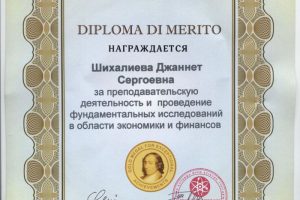 DIPLOMA DI MERITO
НАГРАЖДАЕТСЯ
Шихалиева Джаннет
Сергоевна
за преподавательскую
деятельность и проведение
фундаментальных исследований
в области экономики и финансов